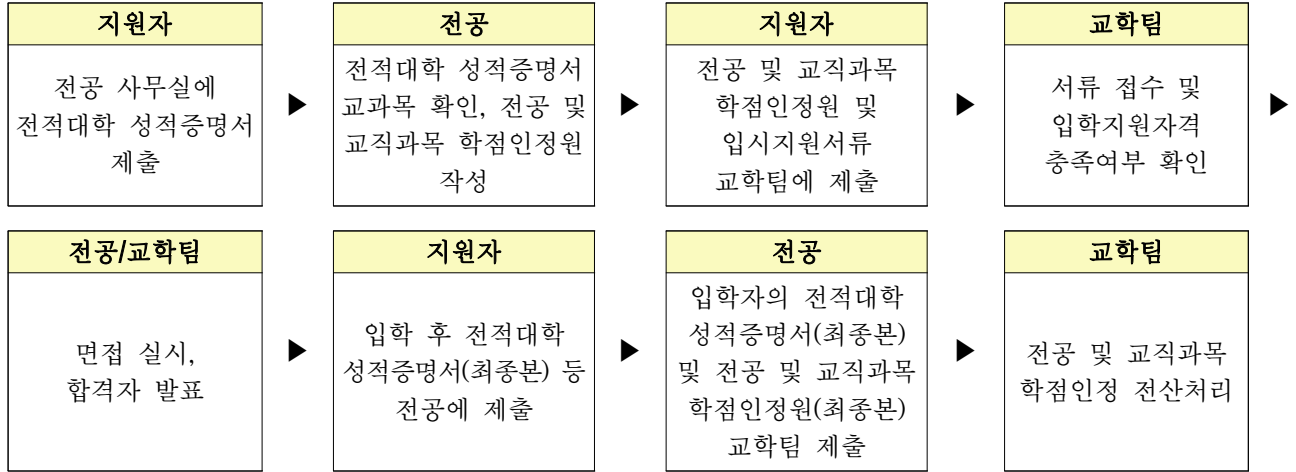 지원자
전공 사무실에
전적대학 성적증명서
제출
▶
전공
전적대학 성적증명서
교과목 확인, 전공 및
교직과목 학점인정원
작성
▶
지원자
전공 및 교직과목
학점인정원 및
입시지원서류
교학팀에 제출
▶
교학팀
서류 접수 및
입학지원자격
충족여부 확인
▶
전공/교학팀
면접 실시,
합격자 발표
▶
지원자
입학 후 전적대학
성적증명서(최종본) 등
전공에 제출
▶
전공
입학자의 전적대학
성적증명서(최종본)
및 전공 및 교직과목
학점인정원(최종본)
교학팀 제출
▶
교학팀
전공 및 교직과목
학점인정 전산처리